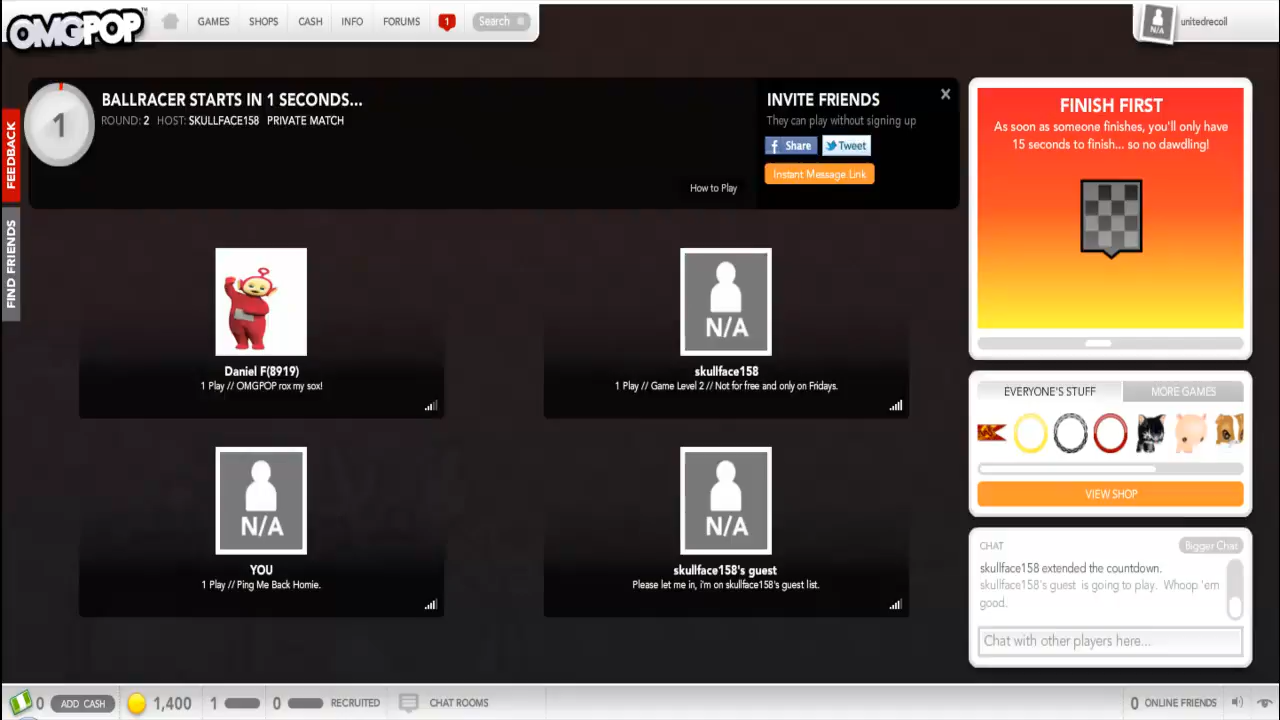 OMGPOP™
GAMES SHOPS CASH INFO FORUMS 1 Search
N/A unitedrecoil
FEEDBACK
FIND FRIENDS
1
BALLRACER STARTS IN 1 SECONDS...
ROUND: 2 HOST: SKULLFACE158 PRIVATE MATCH
How to Play
INVITE FRIENDS
They can play without signing up
f Share Tweet
Instant Message Link
FINISH FIRST
As soon as someone finishes, you'll only have
15 seconds to finish... so no dawdling!
Daniel F(8919)
1 Play // OMGPOP rox my sox!
N/A
skullface158
1 Play // Game Level 2 // Not for free and only on Fridays.
N/A
YOU
1 Play // Ping Me Back Homie.
N/A
skullface158's guest
Please let me in, i'm on skullface158's guest list.
EVERYONE'S STUFF MORE GAMES
VIEW SHOP
CHAT Bigger Chat
skullface158 extended the countdown.
skullface158's guest is going to play. Whoop 'em
good.
Chat with other players here...
0 ADD CASH 1,400 1 0 RECRUITED CHAT ROOMS 0 ONLINE FRIENDS